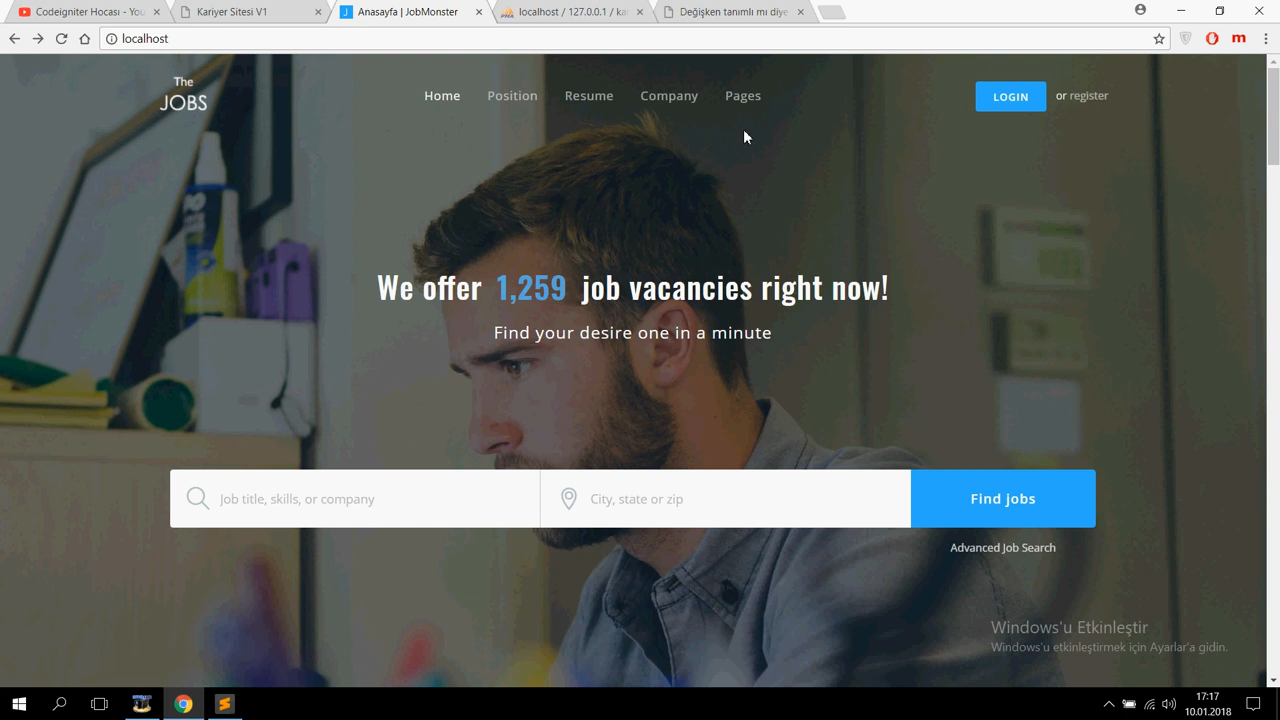 Codeigniter Hocası - You
Kariyer Sitesi V1
Anasayfa | JobMonster
localhost / 127.0.0.1 / ka
Değişken tanımlı mı diye
localhost
The
JOBS
Home
Position
Resume
Company
Pages
LOGIN
or register
We offer 1,259 job vacancies right now!
Find your desire one in a minute
Job title, skills, or company
City, state or zip
Find jobs
Advanced Job Search
Windows'u Etkinleştir
Windows'u etkinleştirmek için Ayarlar'a gidin.
17:17
10.01.2018